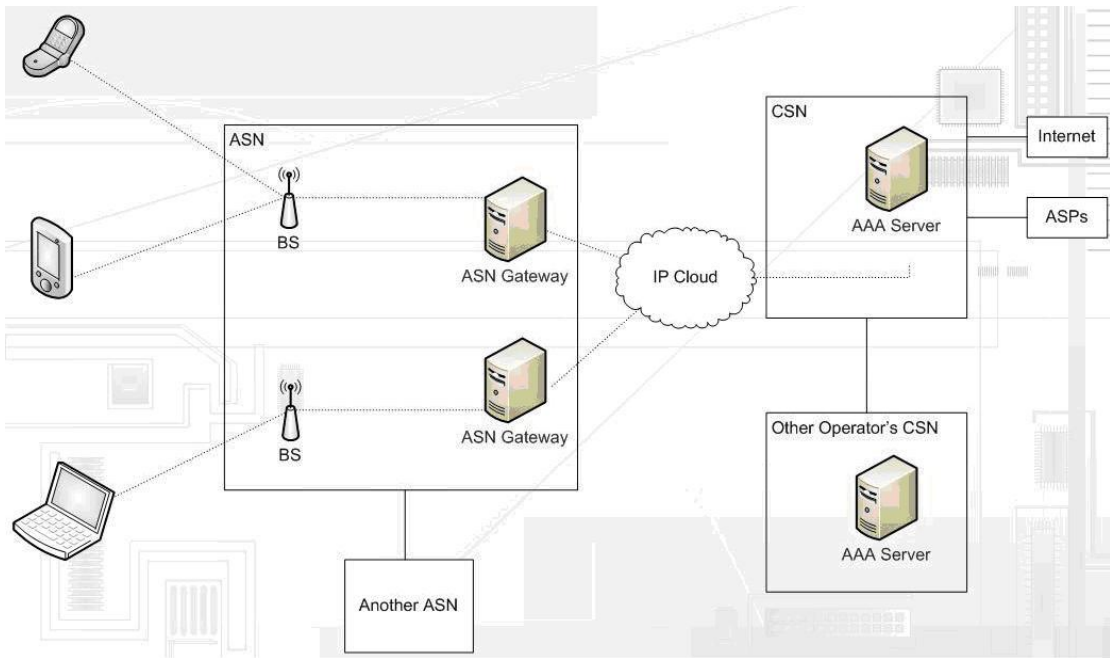 ASN
BS
ASN Gateway
BS
ASN Gateway
Another ASN
IP Cloud
CSN
AAA Server
Internet
ASPs
Other Operator's CSN
AAA Server